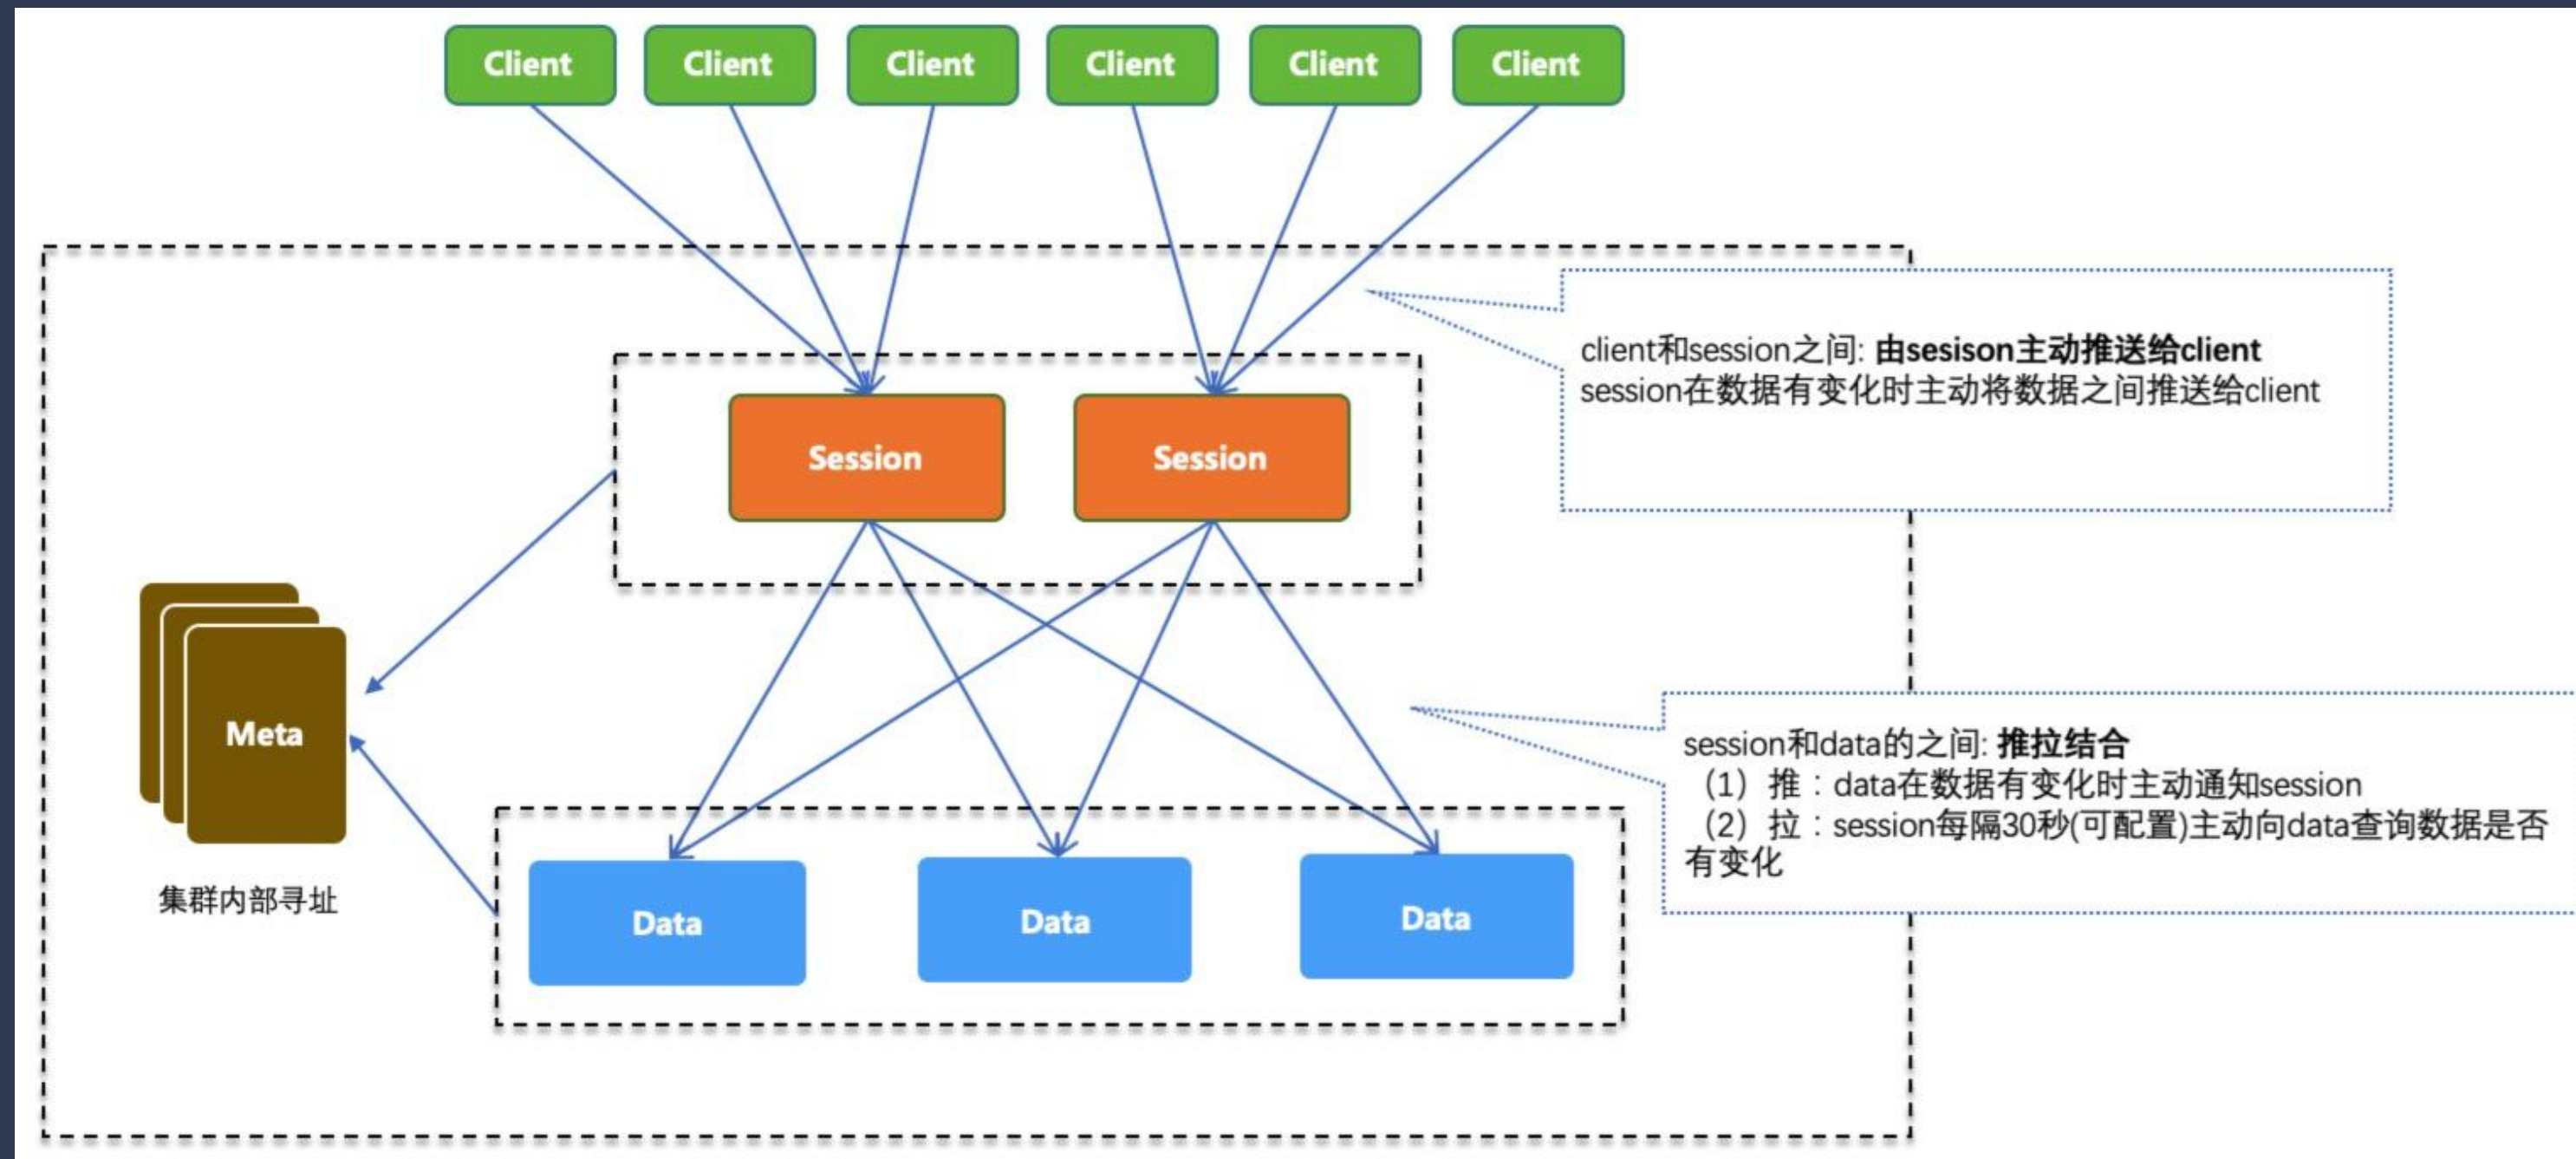 Client
Client
Client
Client
Client
Client
client和session之间: 由sesison主动推送给client
session在数据有变化时主动将数据之间推送给client
Session
Session
Meta
集群内部寻址
session和data的之间: 推拉结合
（1）推：data在数据有变化时主动通知session
（2）拉：session每隔30秒(可配置)主动向data查询数据是否
有变化
Data
Data
Data